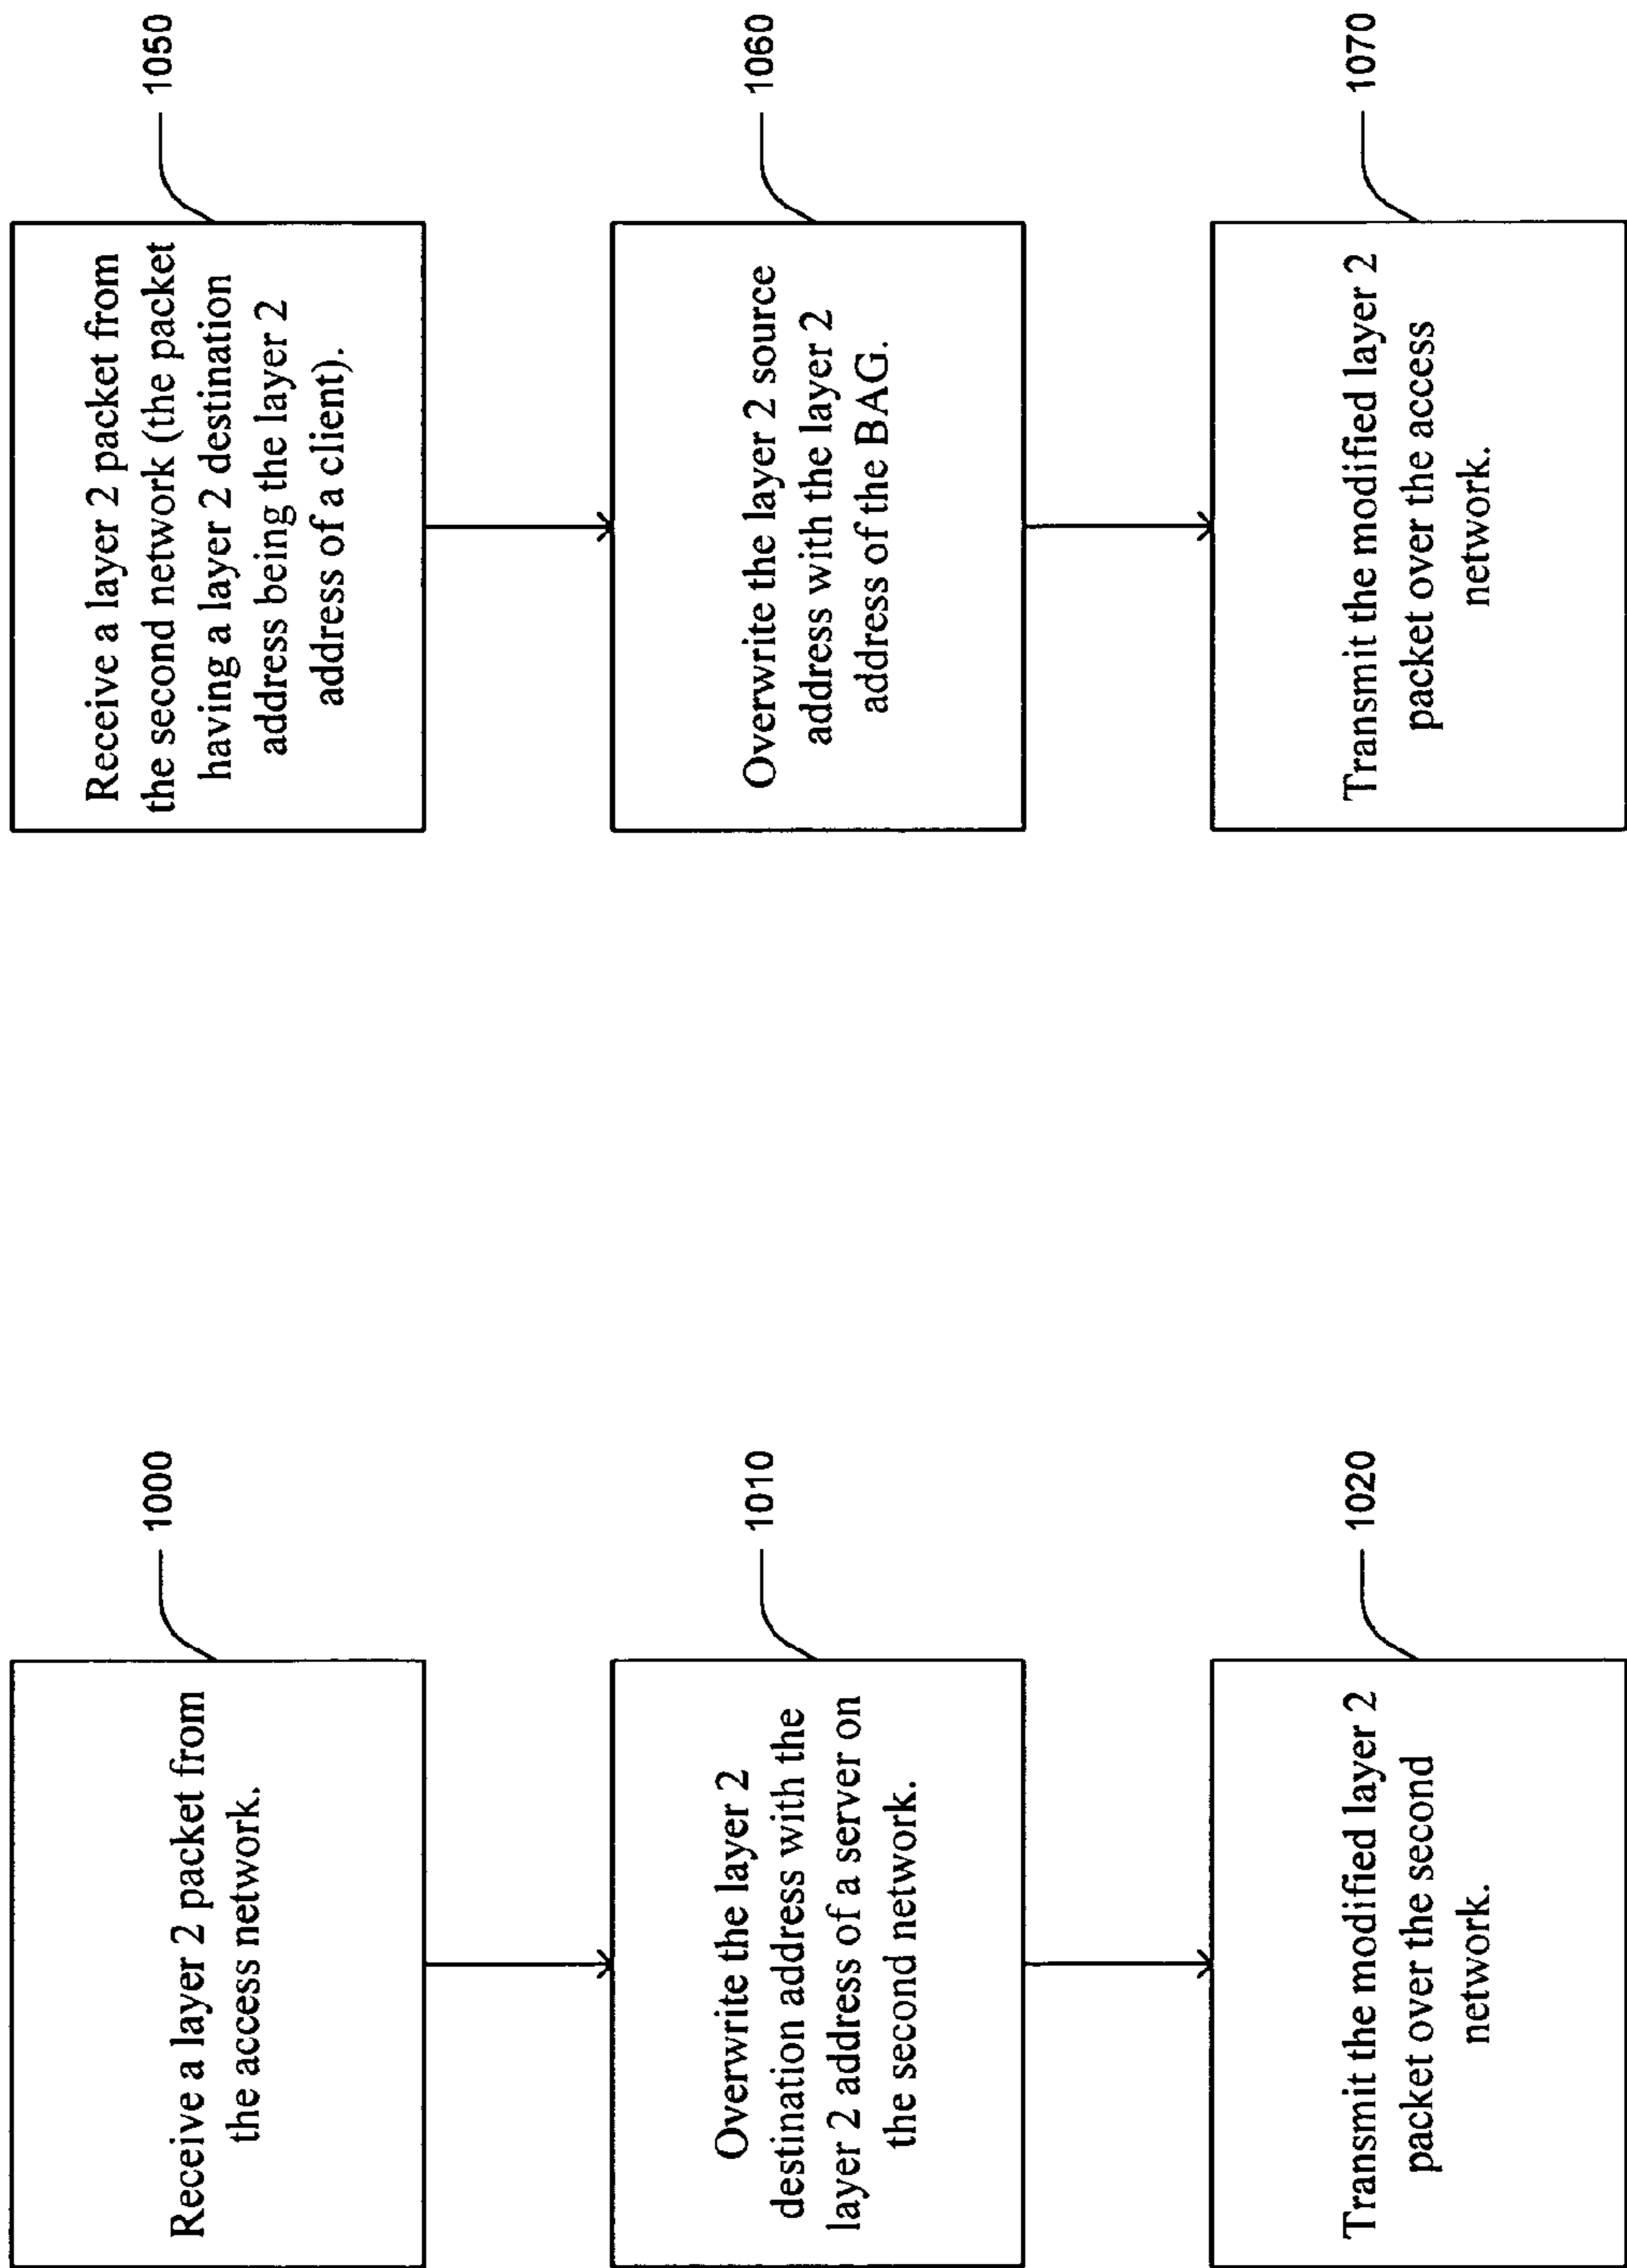 Receive a layer 2 packet from
the access network.
1000
Overwrite the layer 2
destination address with the
layer 2 address of a server on
the second network.
1010
Transmit the modified layer 2
packet over the second
network.
1020
Receive a layer 2 packet from
the second network (the packet
having a layer 2 destination
address being the layer 2
address of a client).
1050
Overwrite the layer 2 source
address with the layer 2
address of the BAG.
1060
Transmit the modified layer 2
packet over the access
network.
1070